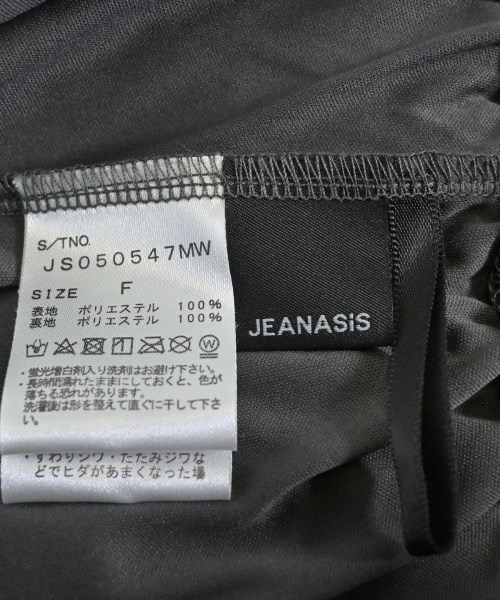 S/TNO.
JS050547MW
SIZE F
表地 ポリエステル 100%
裏地 ポリエステル 100%
・蛍光増白剤入り洗剤はお避け下さい。
・長時間濡れたままにしておくと、色が
落ちる恐れがあります。
洗濯後は形を整えて直ぐに干して下さ
い。
・すわりジワ・たたみジワな
どでヒダがあまくなった場
JEANASiS